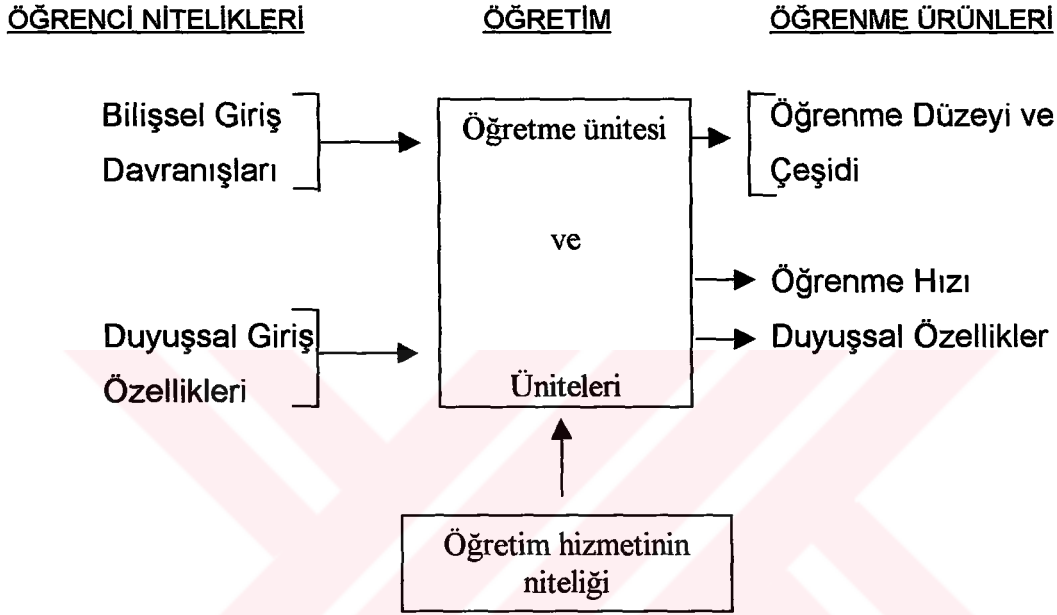 ÖĞRENCİ NİTELİKLERİ
ÖĞRETİM
ÖĞRENME ÜRÜNLERİ
Bilişsel Giriş
Davranışları
Öğretme ünitesi
ve
Üniteleri
Öğrenme Düzeyi ve
Çeşidi
Öğrenme Hızı
Duyuşsal Giriş
Özellikleri
Duyuşsal Özellikler
Öğretim hizmetinin
niteliği